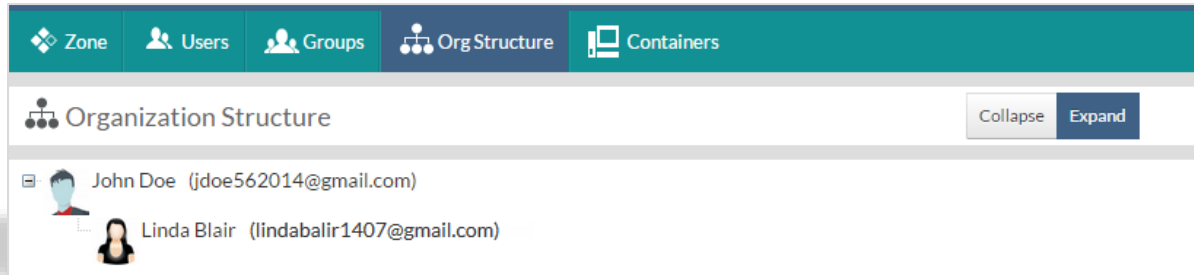 Zone Users Groups Org Structure Containers
Organization Structure Collapse Expand
John Doe (jdoe562014@gmail.com)
Linda Blair (lindabalir1407@gmail.com)